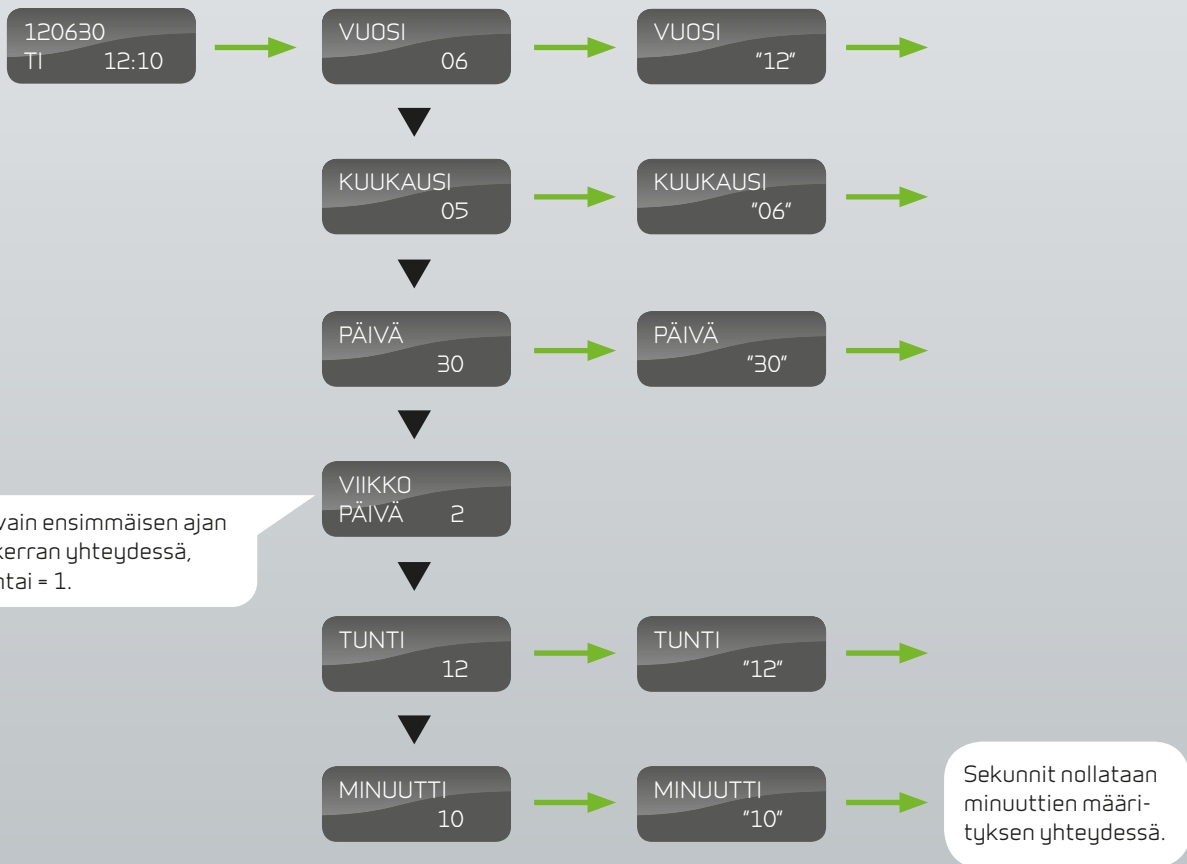 120630
TI 12:10
VUOSI
06
VUOSI
"12"
KUUKAUSI
05
KUUKAUSI
"06"
PÄIVÄ
30
PÄIVÄ
"30"
VIIKKO
PÄIVÄ 2
vain ensimmäisen ajan
kerran yhteydessä,
ntai = 1.
TUNTI
12
TUNTI
"12"
MINUUTTI
10
MINUUTTI
"10"
Sekunnit nollataan
minuuttien määri-
tyksen yhteydessä.